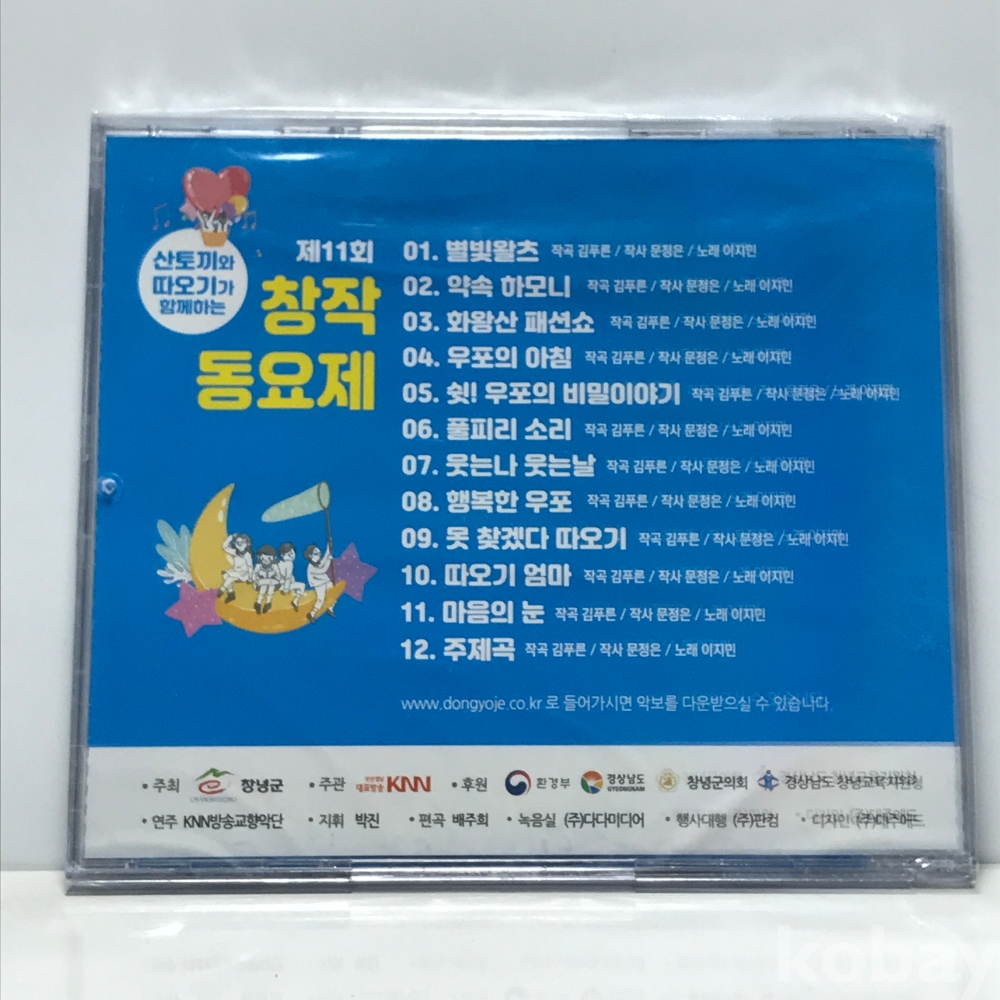 산토끼와
따오기가
함께하는
제11회
창작
동요제
01. 별빛왈츠 작곡 김푸른 / 작사 문정은 / 노래 이지민
02. 약속 하모니 작곡 김푸른 / 작사 문정은 / 노래 이지민
03. 화왕산 패션쇼 작곡 김푸른 / 작사 문정은 / 노래 이지민
04. 우포의 아침 작곡 김푸른 / 작사 문정은 / 노래 이지민
05. 쉿! 우포의 비밀이야기 작곡 김푸른 / 작사 문정은 / 노래 이지민
06. 풀피리 소리 작곡 김푸른 / 작사 문정은 / 노래 이지민
07. 웃는나 웃는날 작곡 김푸른 / 작사 문정은 / 노래 이지민
08. 행복한 우포 작곡 김푸른 / 작사 문정은 / 노래 이지민
09. 못 찾겠다 따오기 작곡 김푸른 / 작사 문정은 / 노래 이지민
10. 따오기 엄마 작곡 김푸른 / 작사 문정은 / 노래 이지민
11. 마음의 눈 작곡 김푸른 / 작사 문정은 / 노래 이지민
12. 주제곡 작곡 김푸른 / 작사 문정은 / 노래 이지민
www.dongyoje.co.kr 로 들어가시면 악보를 다운받으실 수 있습니다.
• 주최 창녕군 • 주관 대표방송 KNN • 후원 환경부 경상남도 GYEONGNAM 창녕군의회 경상남도 창녕교육지원청
• 연주 KNN방송교향악단 • 지휘 박진 • 편곡 배주희 • 녹음실 (주)다다미디어 • 행사대행 (주)판컴 • 디자인 (주)대주애드
kobay